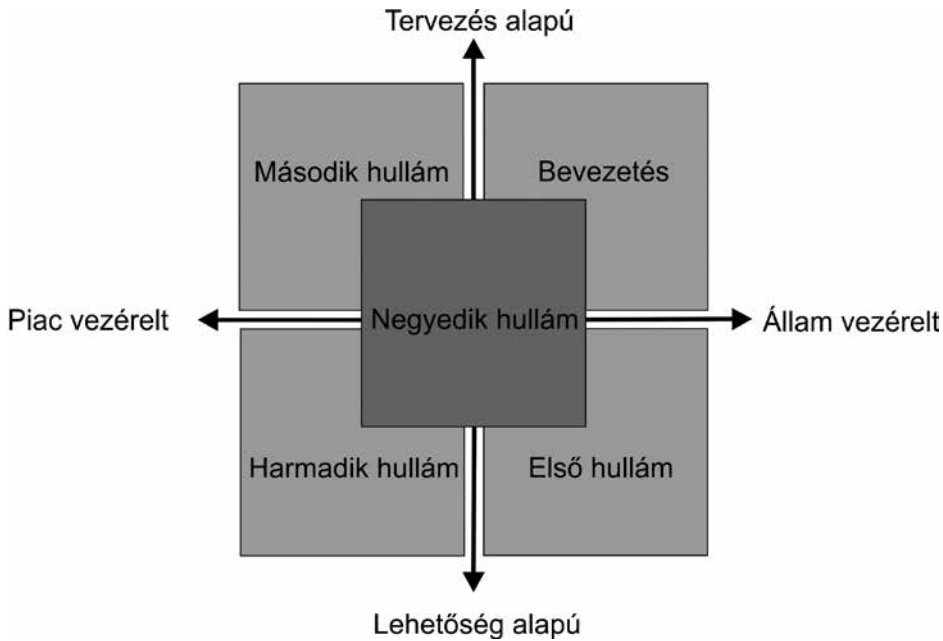 Tervezés alapú
Második hullám
Bevezetés
Piac vezérelt
Negyedik hullám
Állam vezérelt
Harmadik hullám
Első hullám
Lehetőség alapú